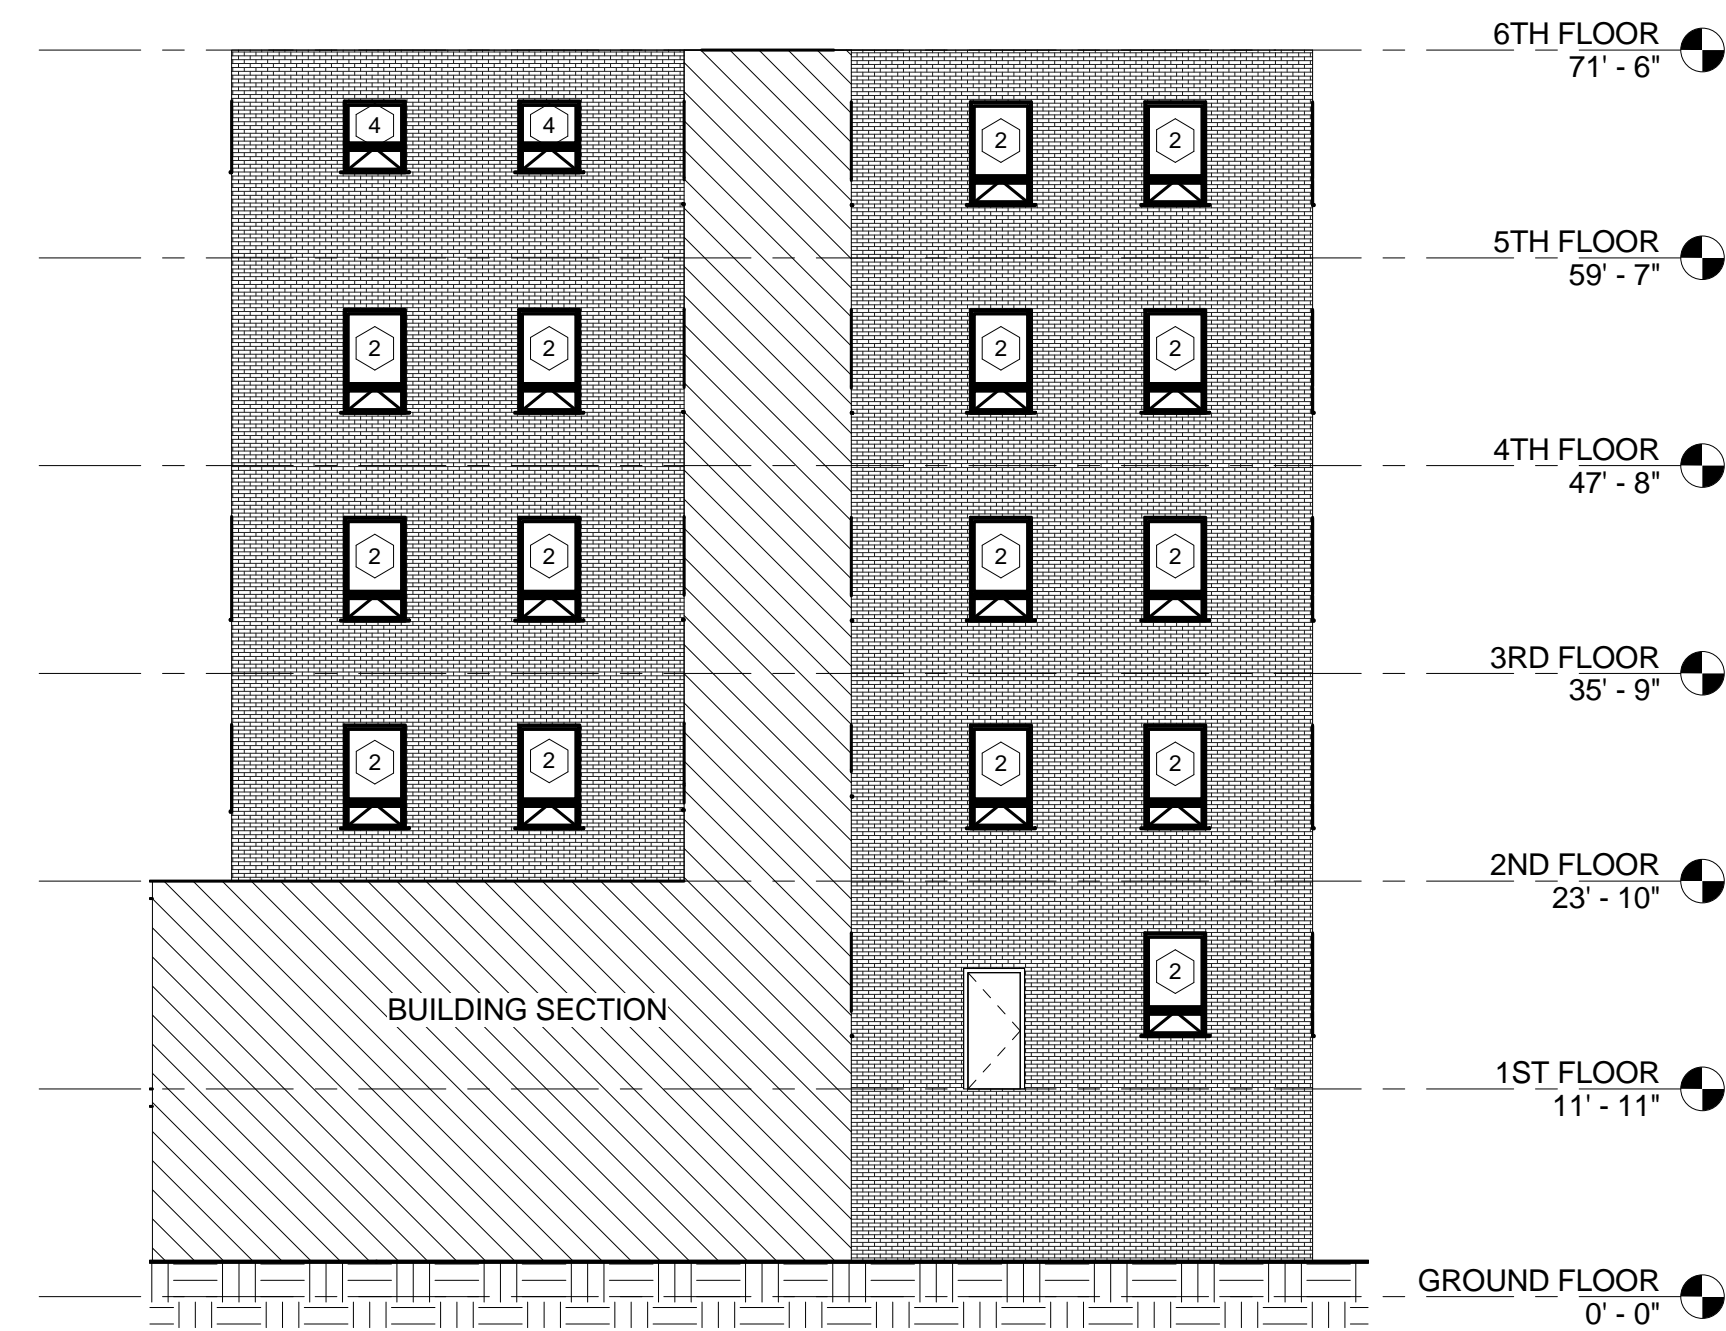 6TH FLOOR
71' - 6"
4 4 2 2
5TH FLOOR
59' - 7"
2 2 2 2
4TH FLOOR
47' - 8"
2 2 2 2
3RD FLOOR
35' - 9"
2 2 2 2
2ND FLOOR
23' - 10"
2
BUILDING SECTION
1ST FLOOR
11' - 11"
GROUND FLOOR
0' - 0"